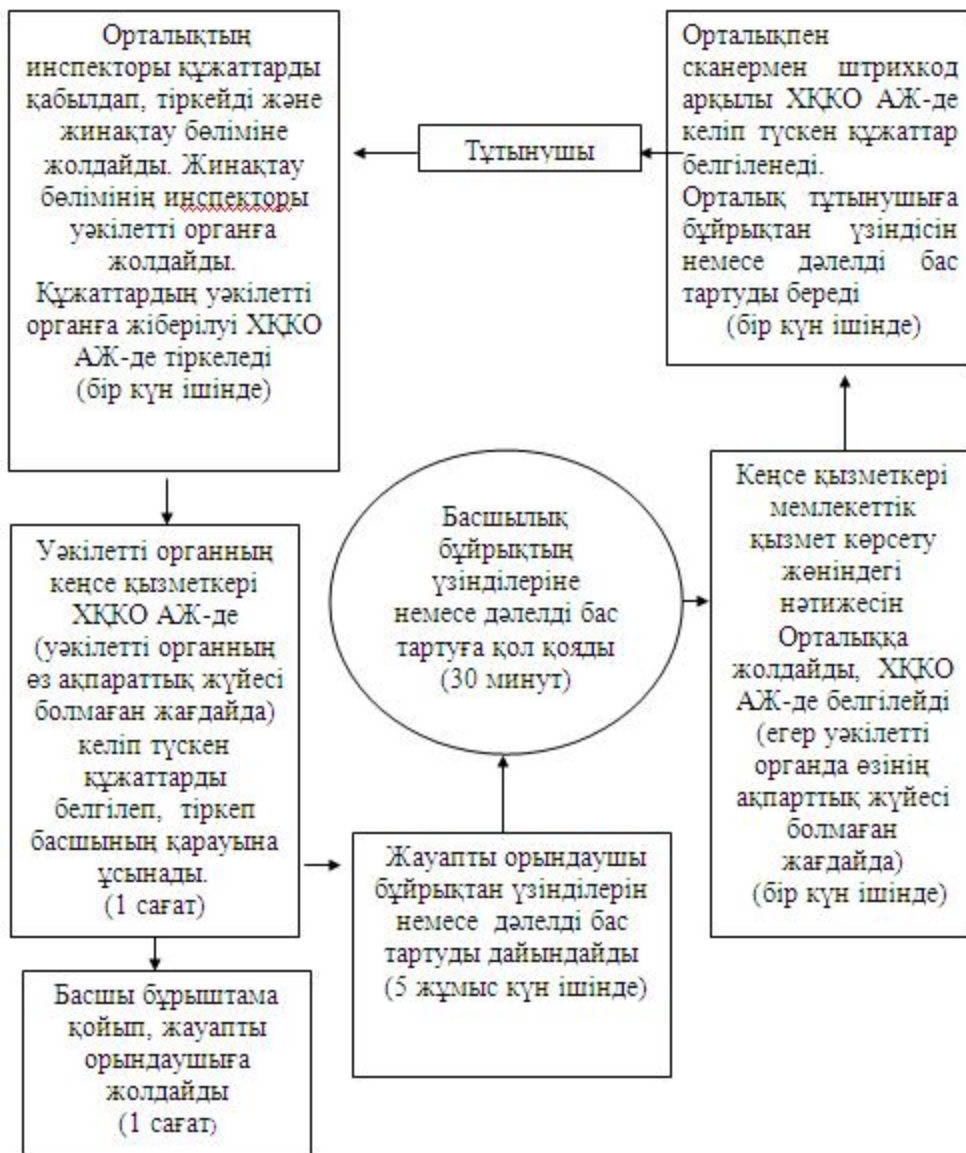 Орталықтың
инспекторы құжаттарды
қабылдап, тіркейді және
жинақтау бөліміне
жолдайды. Жинақтау
бөлімінің инспекторы
уәкілетті органға
жолдайды.
Құжаттардың уәкілетті
органға жіберілуі ХҚКО
АЖ-де тіркеледі
(бір күн ішінде)
Тұтынушы
Орталықпен
сканермен штрихкод
арқылы ХҚКО АЖ-де
келіп түскен құжаттар
белгіленеді.
Орталық тұтынушыға
бұйрықтан үзіндісін
немесе дәлелді бас
тартуды береді
(бір күн ішінде)
Уәкілетті органның
кеңсе қызметкері
ХҚКО АЖ-де
(уәкілетті органның
өз ақпараттық жүйесі
болмаған жағдайда)
келіп түскен
құжаттарды
белгілеп, тіркеп
басшының қарауына
ұсынады.
(1 сағат)
Басшылық
бұйрықтың
үзінділеріне
немесе дәлелді бас
тартуға қол қояды
(30 минут)
Кеңсе қызметкері
мемлекеттік
қызмет көрсету
жөніндегі
нәтижесін
Орталыққа
жолдайды, ХҚКО
АЖ-де белгілейді
(егер уәкілетті
органда өзінің
ақпарттық жүйесі
болмаған
жағдайда)
(бір күн ішінде)
Жауапты орындаушы
бұйрықтан үзінділерін
немесе дәлелді бас
тартуды дайындайды
(5 жұмыс күн ішінде)
Басшы бұрыштама
қойып, жауапты
орындаушыға
жолдайды
(1 сағат)